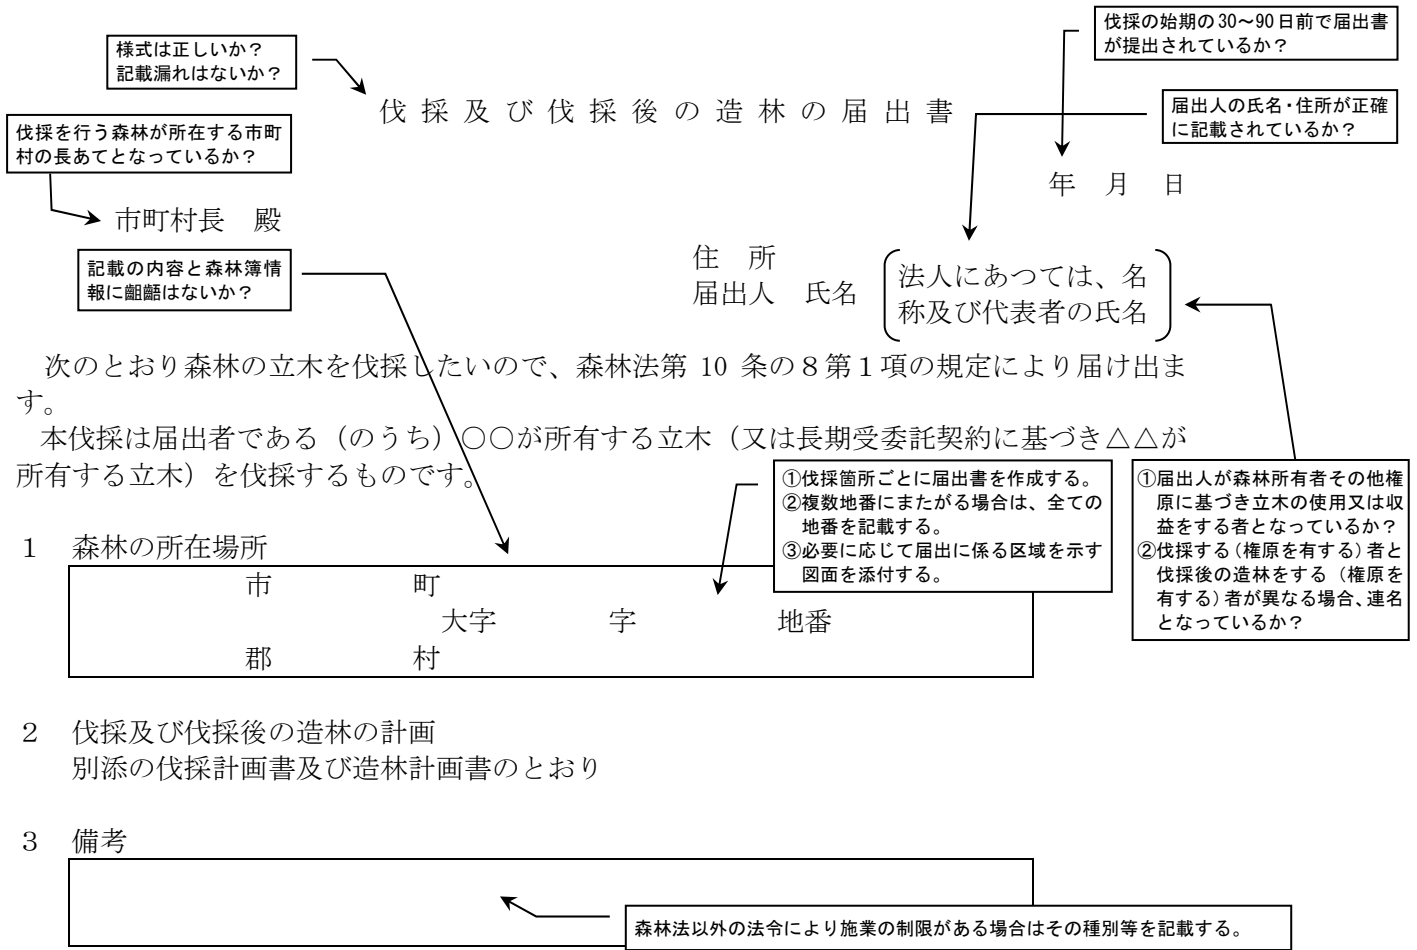 伐採の始期の30～90日前で届出書
が提出されているか？
様式は正しいか？
記載漏れはないか？
伐採及び伐採後の造林の届出書
届出人の氏名・住所が正確
に記載されているか？
伐採を行う森林が所在する市町
村の長あてとなっているか？
年　月　日
市町村長　殿
記載の内容と森林簿情
報に齟齬はないか？
住　所
届出人　氏名
法人にあつては、名
称及び代表者の氏名
次のとおり森林の立木を伐採したいので、森林法第 10 条の８第１項の規定により届け出ま
す。
本伐採は届出者である（のうち）〇〇が所有する立木（又は長期受委託契約に基づき△△が
所有する立木）を伐採するものです。
①伐採箇所ごとに届出書を作成する。
②複数地番にまたがる場合は、全ての
地番を記載する。
③必要に応じて届出に係る区域を示す
図面を添付する。
①届出人が森林所有者その他権
原に基づき立木の使用又は収
益をする者となっているか？
②伐採する（権原を有する）者と
伐採後の造林をする（権原を
有する）者が異なる場合、連名
となっているか？
１　森林の所在場所
市　町
大字　字　地番
郡　村
２　伐採及び伐採後の造林の計画
別添の伐採計画書及び造林計画書のとおり
３　備考
森林法以外の法令により施業の制限がある場合はその種別等を記載する。